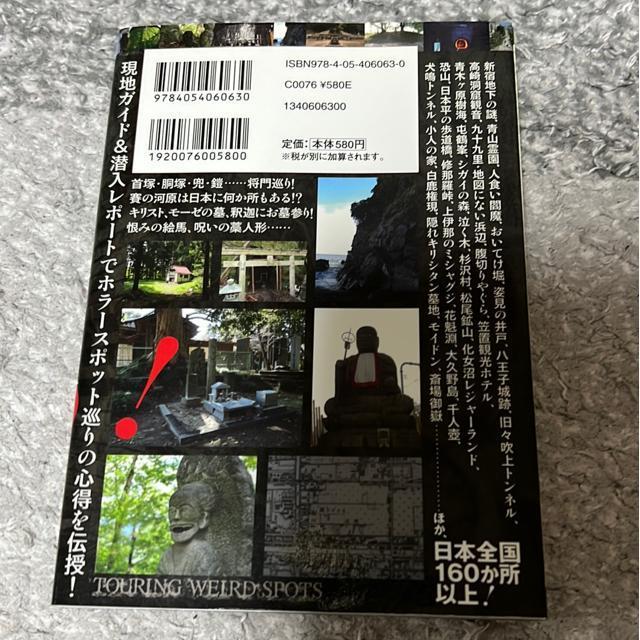 ISBN978-4-05-406063-0
C0076 ¥580E
1340606300
9784054060630
1920076005800
定価:本体580円
※税が別に加算されます。
新宿地下の謎、青山霊園、人食い閻魔、おいてけ堀、姿見の井戸、八王子城跡、旧々吹上トンネル、
高崎洞窟観音、九十九里・地図にない浜辺、腹切りやぐら、笠置観光ホテル、
青木ヶ原樹海、屯鶴峯、シガイの森、泣く木、杉沢村、松尾鉱山、化女沼レジャーランド、
恐山、日本平の歩道橋、修那羅峠、上伊那のミシャグジ、花魁淵、大久野島、千人壺、
犬鳴トンネル、小人の家、白鹿権現、隠れキリシタン墓地、モイドン、斎場御嶽…………ほか、
日本全国
160か所
以上!
首塚・胴塚・兜・鎧……将門巡り!
賽の河原は日本に何か所もある!?
キリスト、モーゼの墓、釈迦にお墓参り!
恨みの絵馬、呪いの藁人形……
現地ガイド&潜入レポートでホラースポット巡りの心得を伝授!
TOURING WEIRD SPOTS